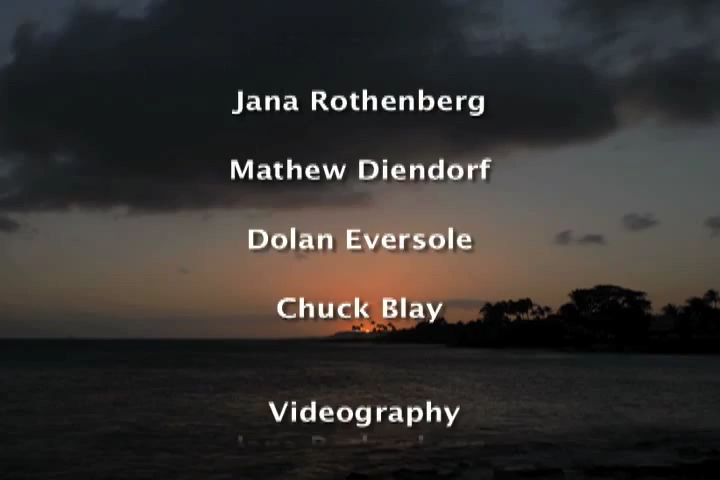 Jana Rothenberg
Mathew Diendorf
Dolan Eversole
Chuck Blay
Videography